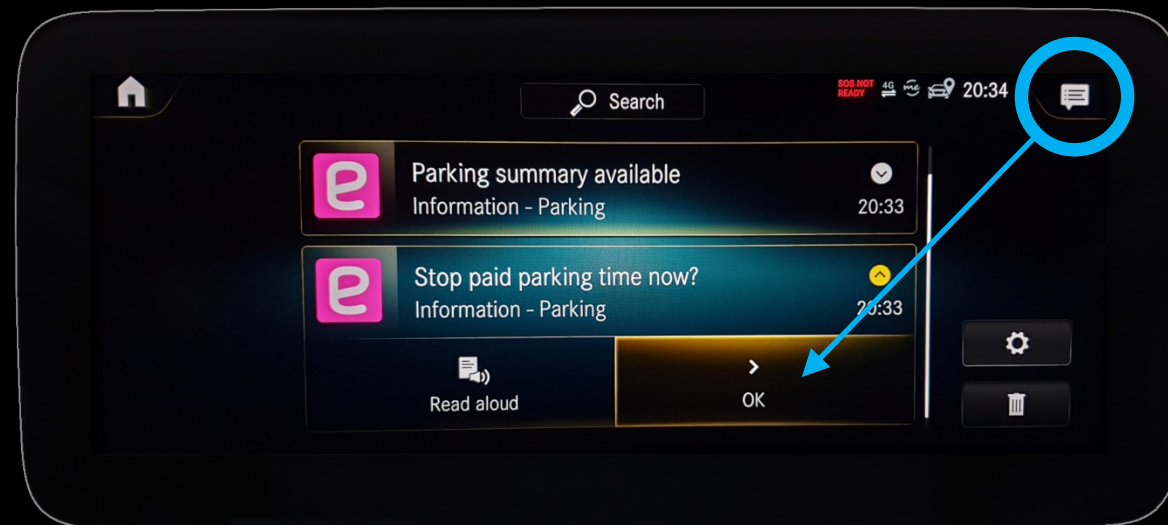 Search
SOS NOT
READY
4G
me
20:34
e
Parking summary available
Information - Parking
20:33
e
Stop paid parking time now?
Information - Parking
20:33
Read aloud
OK